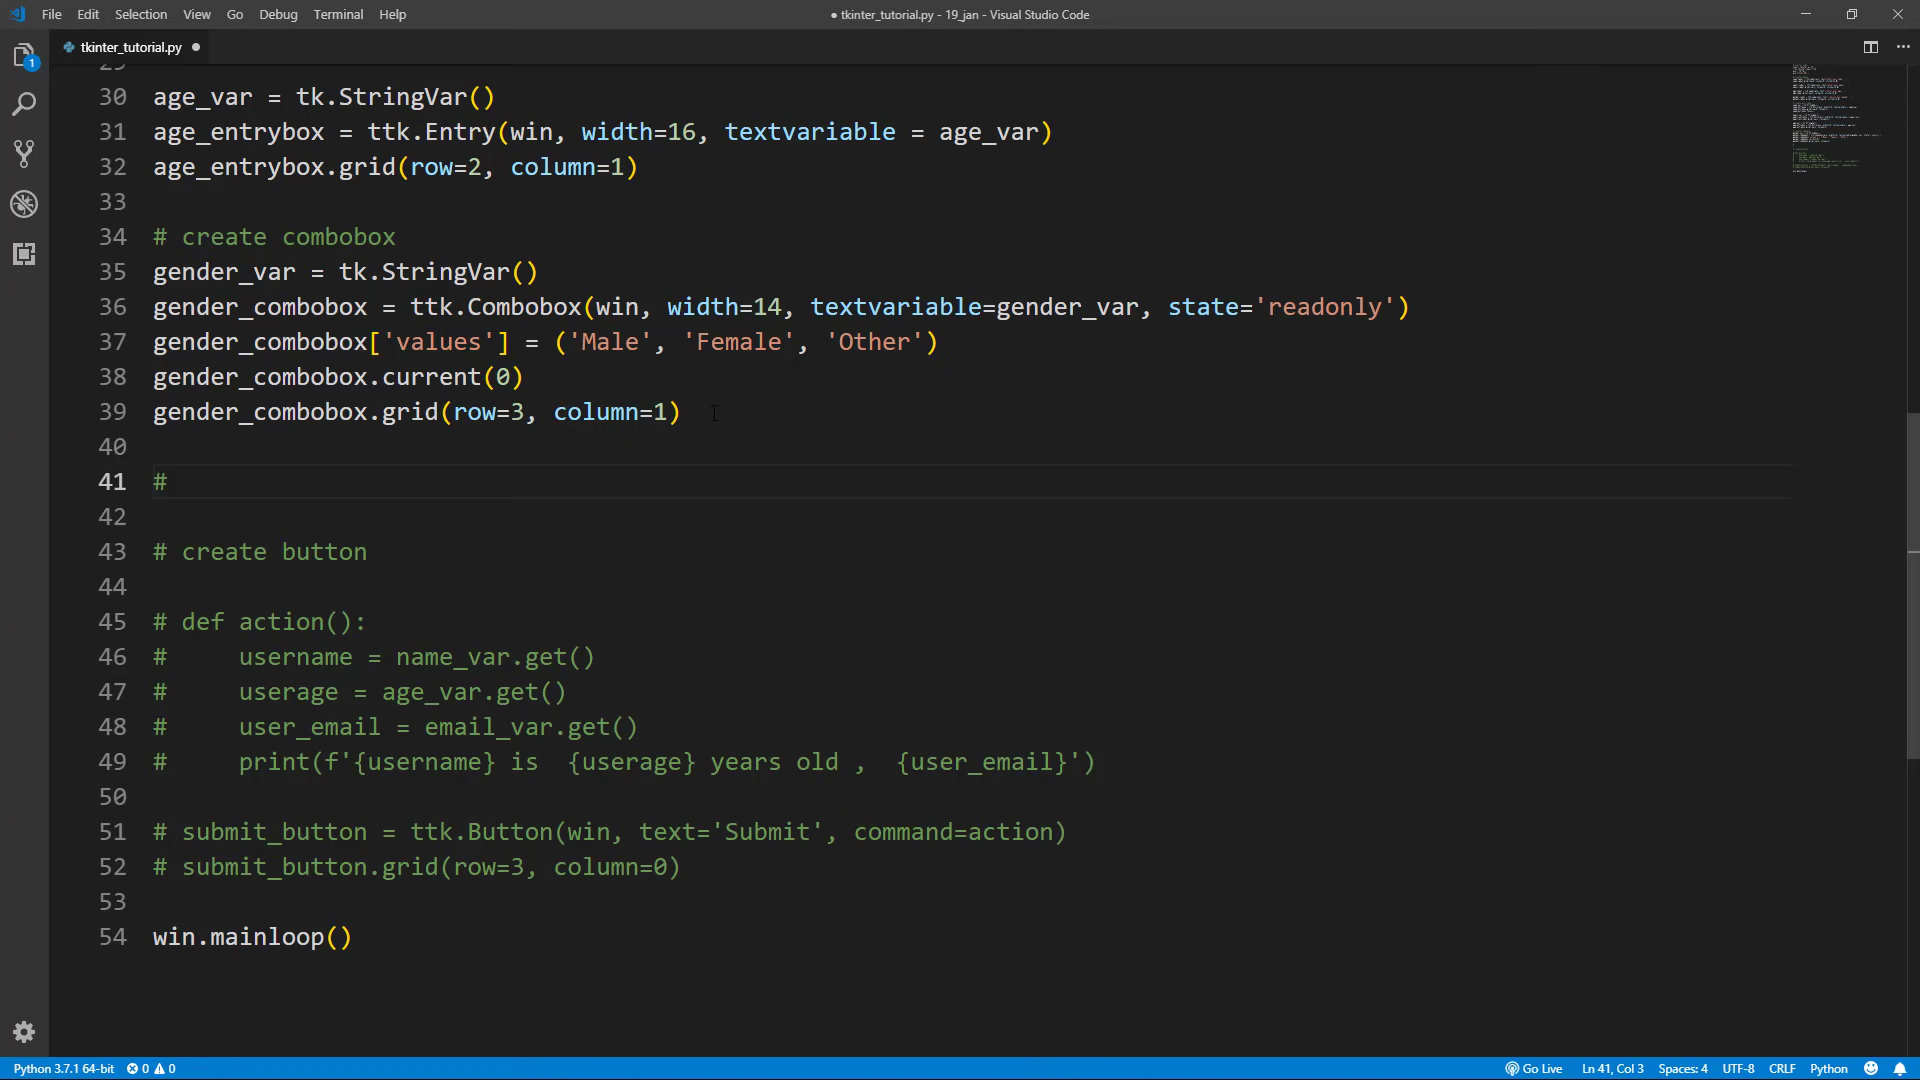 File Edit Selection View Go Debug Terminal Help
● tkinter_tutorial.py - 19_jan - Visual Studio Code
tkinter_tutorial.py ●
1
29
30 age_var = tk.StringVar()
31 age_entrybox = ttk.Entry(win, width=16, textvariable = age_var)
32 age_entrybox.grid(row=2, column=1)
33
34 # create combobox
35 gender_var = tk.StringVar()
36 gender_combobox = ttk.Combobox(win, width=14, textvariable=gender_var, state='readonly')
37 gender_combobox['values'] = ('Male', 'Female', 'Other')
38 gender_combobox.current(0)
39 gender_combobox.grid(row=3, column=1)
40
41 #
42
43 # create button
44
45 # def action():
46 #     username = name_var.get()
47 #     userage = age_var.get()
48 #     user_email = email_var.get()
49 #     print(f'{username} is  {userage} years old ,  {user_email}')
50
51 # submit_button = ttk.Button(win, text='Submit', command=action)
52 # submit_button.grid(row=3, column=0)
53
54 win.mainloop()
Python 3.7.1 64-bit 0 0 Go Live Ln 41, Col 3 Spaces: 4 UTF-8 CRLF Python